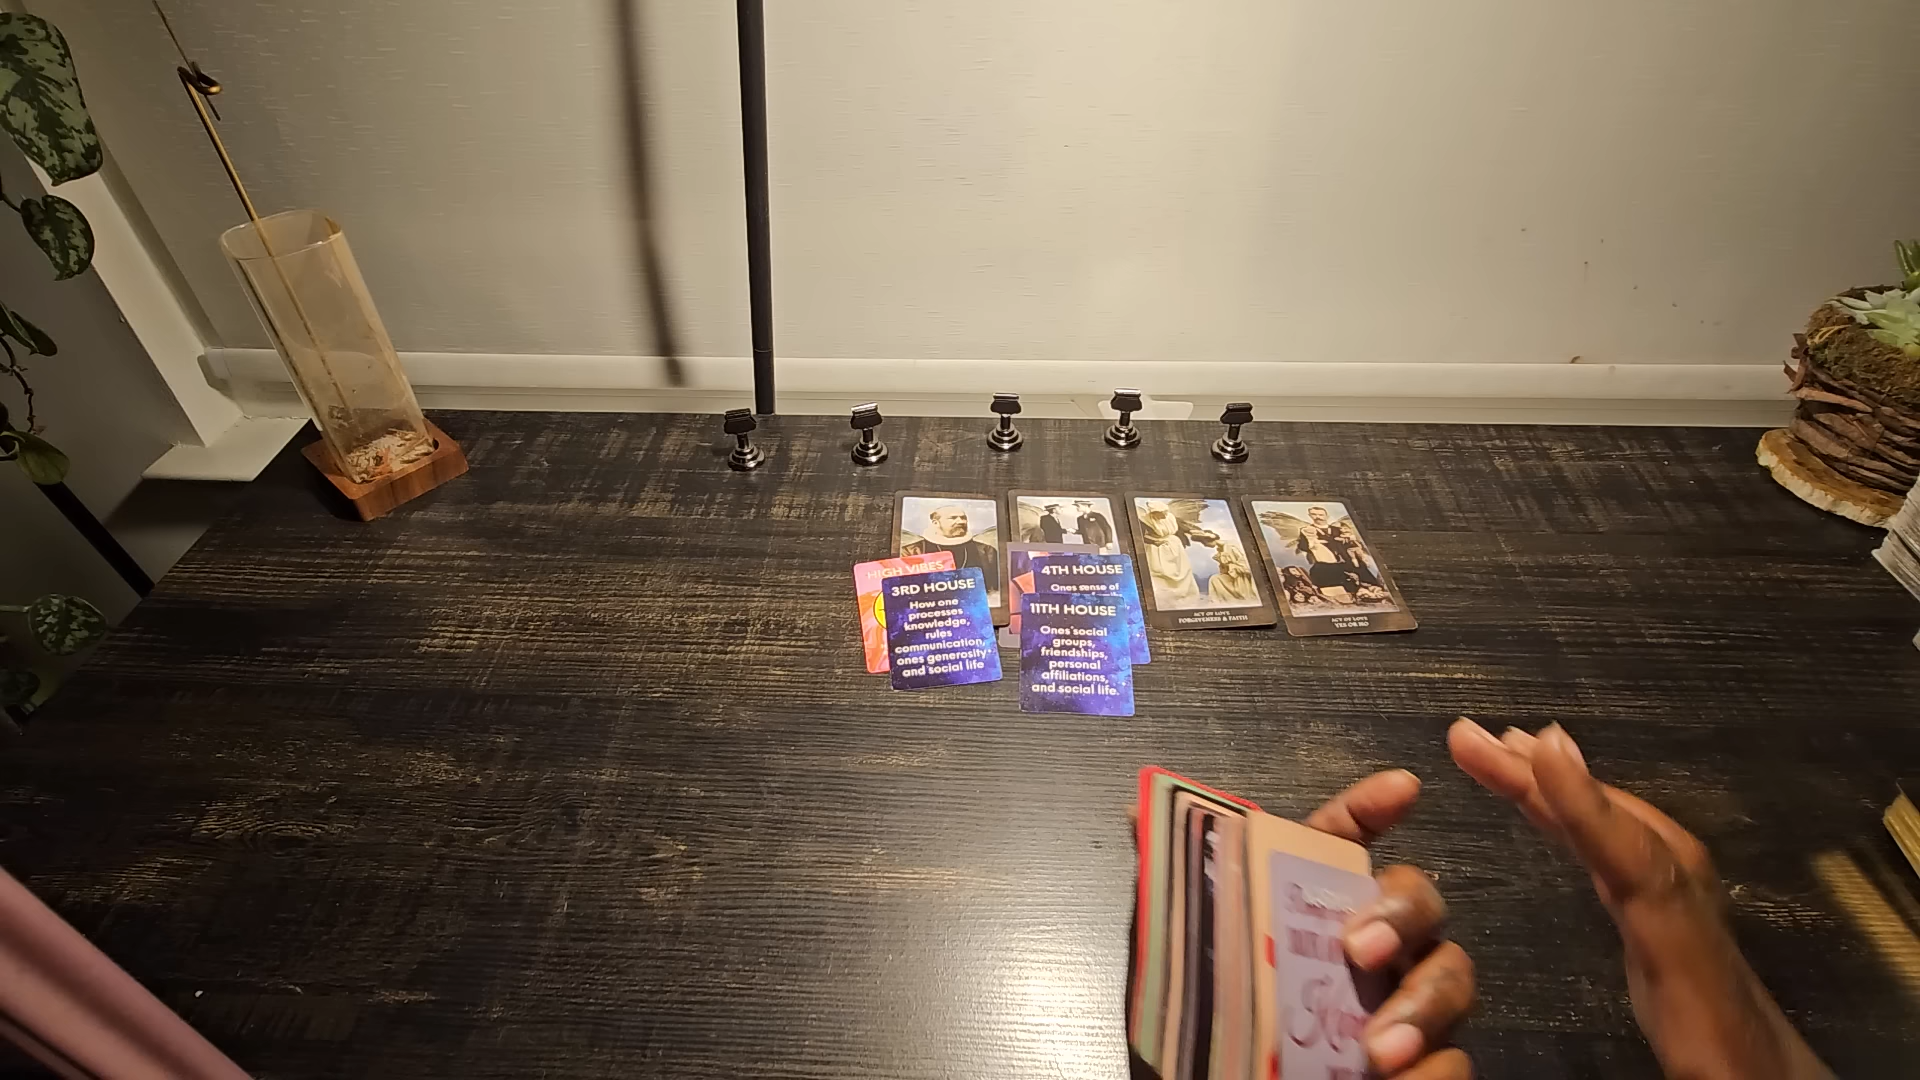 HIGH VIBES
3RD HOUSE
How one
processes
knowledge,
rules
communication,
ones generosity
and social life
4TH HOUSE
Ones sense of
11TH HOUSE
Ones social
groups,
friendships,
personal
affiliations,
and social life.
ACT OF LOVE
FORGIVENESS & FAITH
ACT OF LOVE
YES OR NO